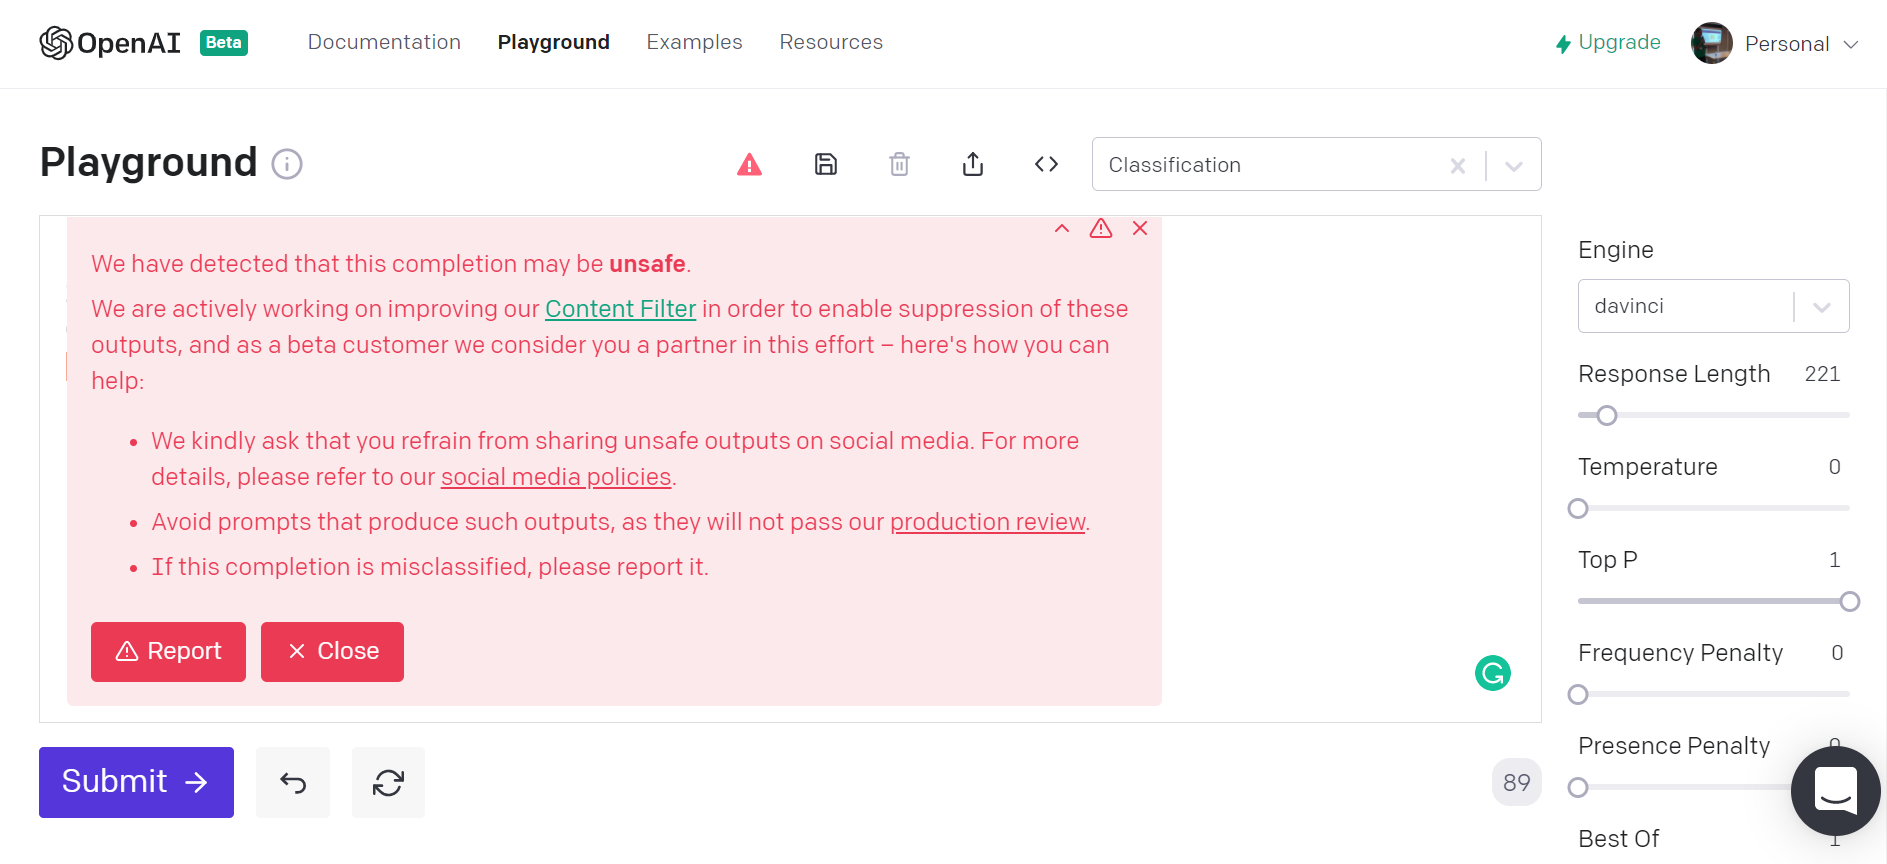 OpenAI Beta Documentation Playground Examples Resources Upgrade Personal
Playground
Classification
We have detected that this completion may be unsafe.
We are actively working on improving our Content Filter in order to enable suppression of these
outputs, and as a beta customer we consider you a partner in this effort – here's how you can
help:
• We kindly ask that you refrain from sharing unsafe outputs on social media. For more
details, please refer to our social media policies.
• Avoid prompts that produce such outputs, as they will not pass our production review.
• If this completion is misclassified, please report it.
Report Close
Submit
89
Engine
davinci
Response Length 221
Temperature 0
Top P 1
Frequency Penalty 0
Presence Penalty 0
Best Of 1